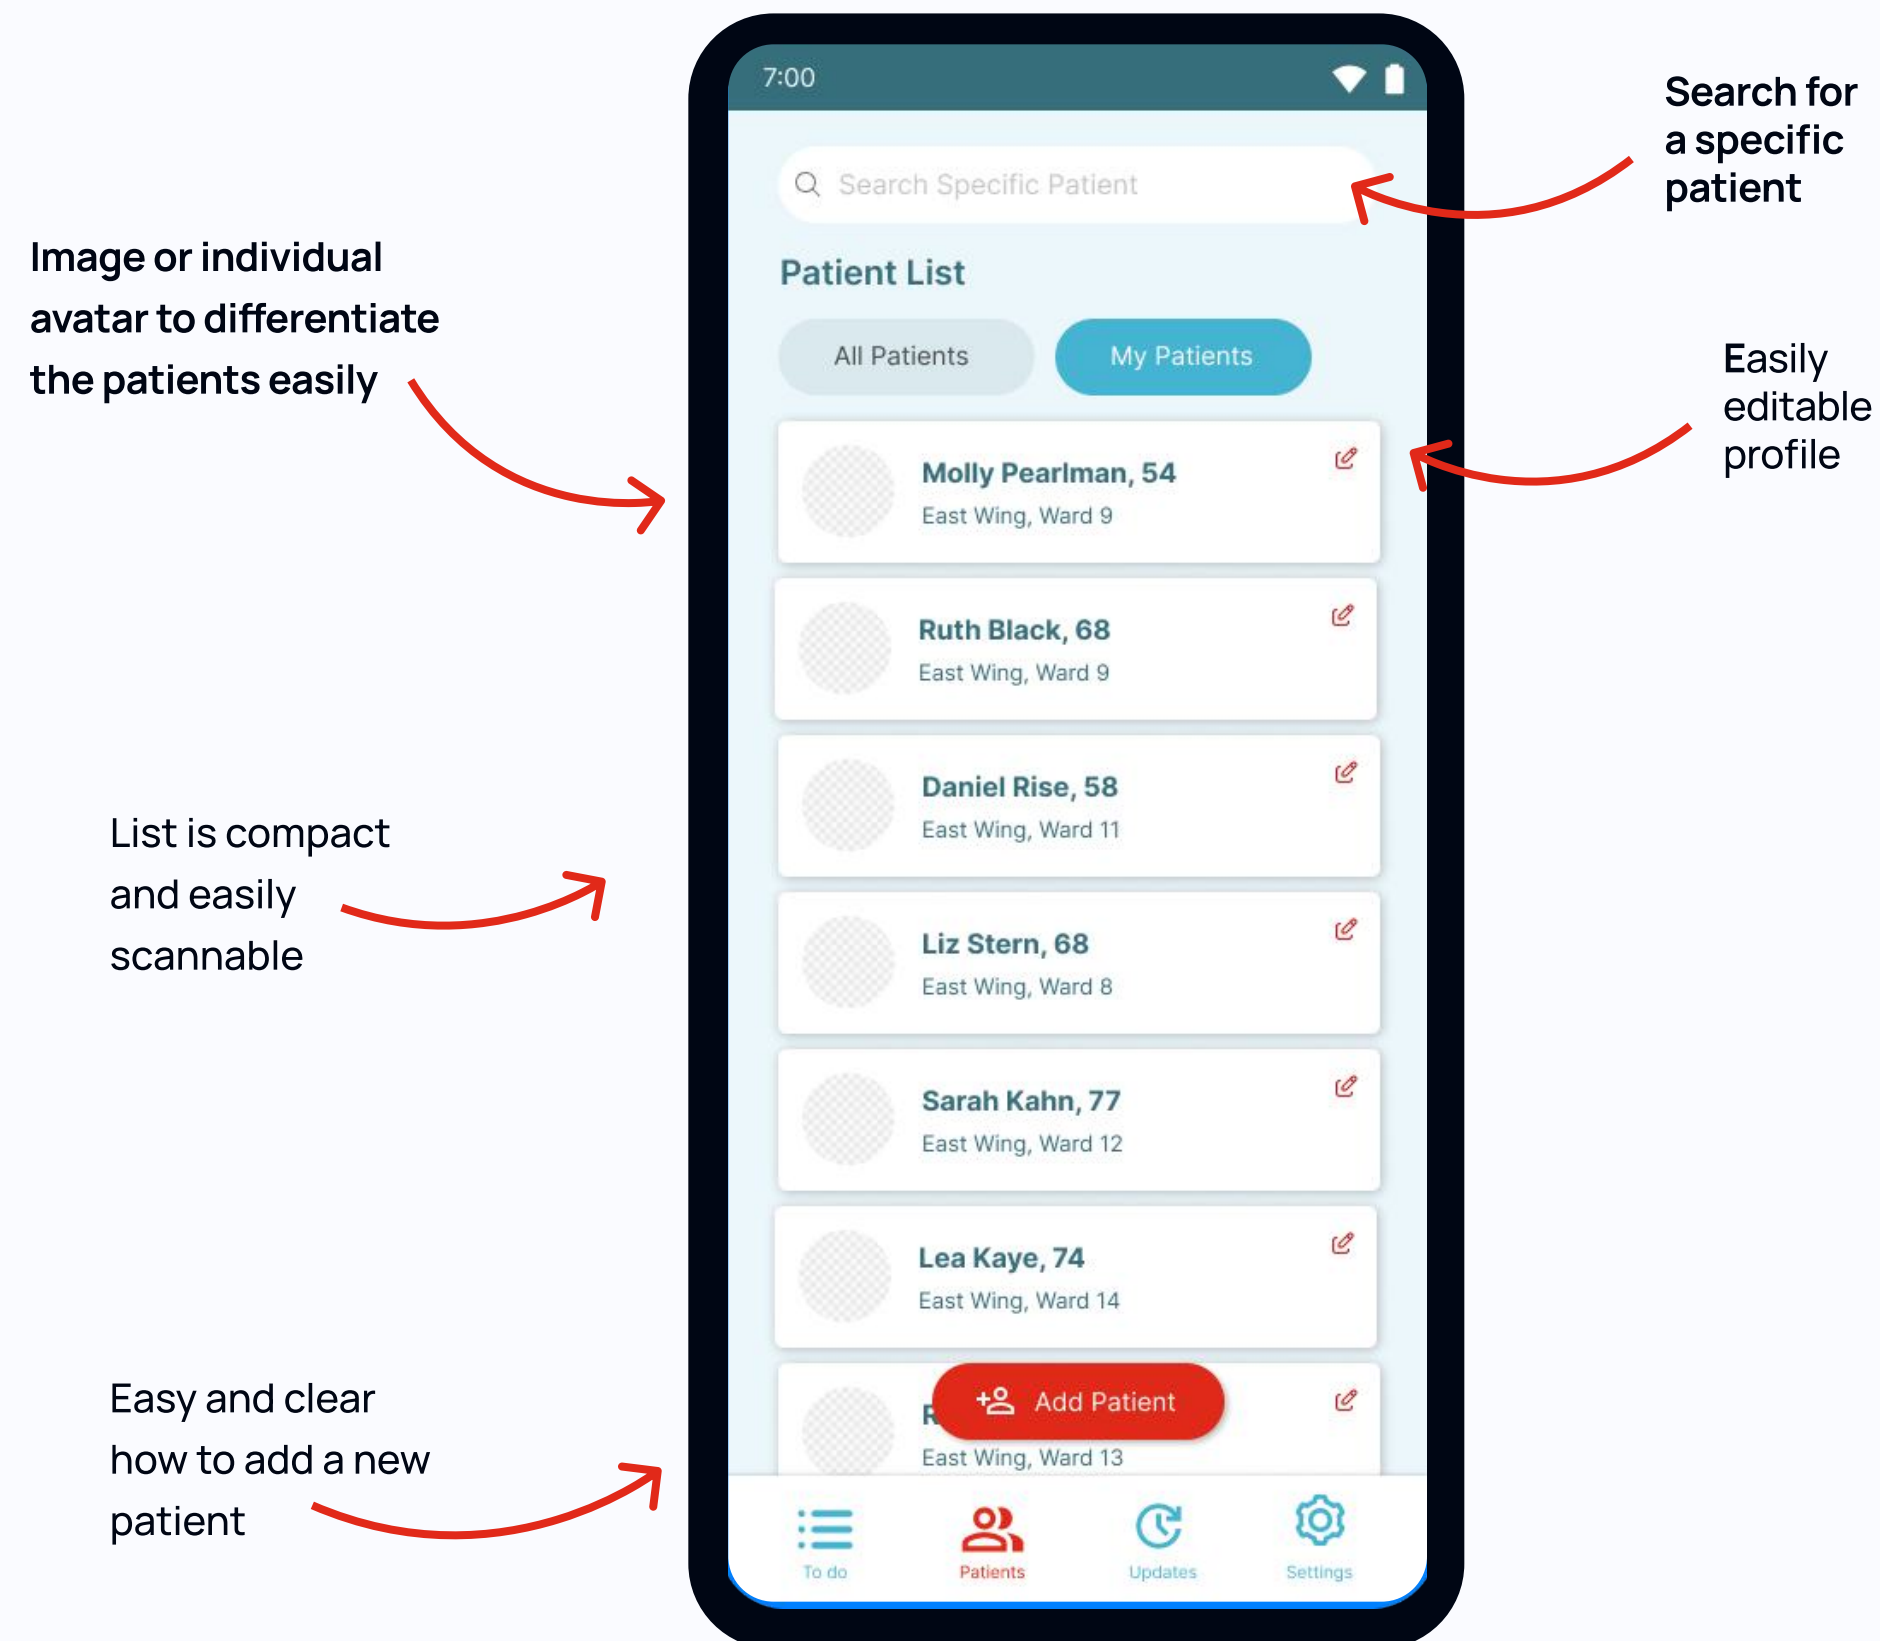 7:00
Search for
a specific
patient
Search Specific Patient
Image or individual
avatar to differentiate
the patients easily
Patient List
All Patients
My Patients
Easily
editable
profile
Molly Pearlman, 54
East Wing, Ward 9
Ruth Black, 68
East Wing, Ward 9
List is compact
and easily
scannable
Daniel Rise, 58
East Wing, Ward 11
Liz Stern, 68
East Wing, Ward 8
Sarah Kahn, 77
East Wing, Ward 12
Lea Kaye, 74
East Wing, Ward 14
Easy and clear
how to add a new
patient
Add Patient
East Wing, Ward 13
To do
Patients
Updates
Settings